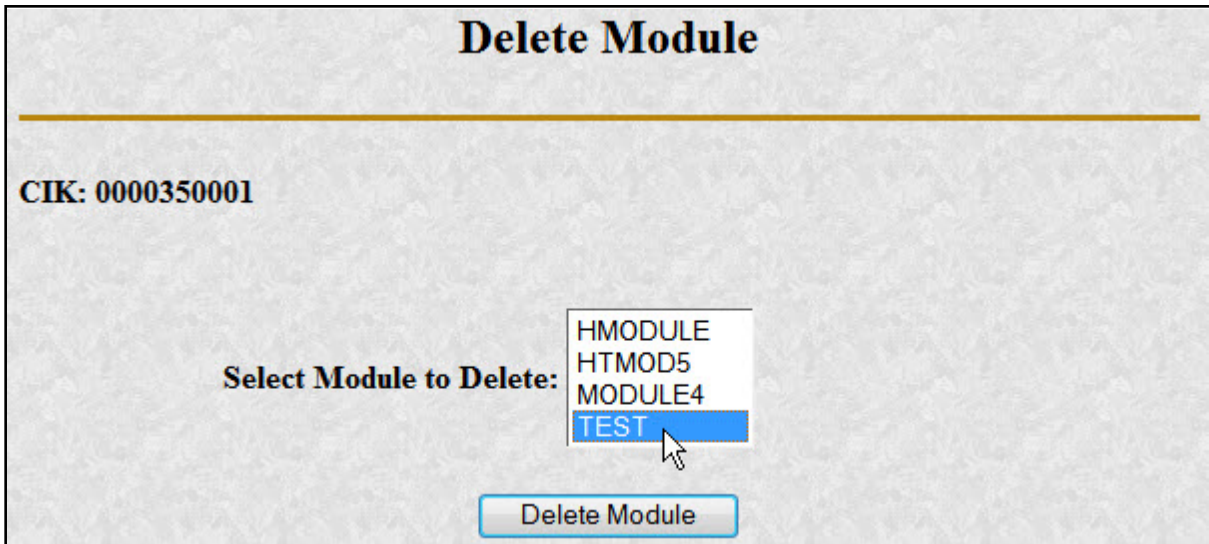 Delete Module
CIK: 0000350001
Select Module to Delete:
HMODULE
HTMOD5
MODULE4
TEST
Delete Module